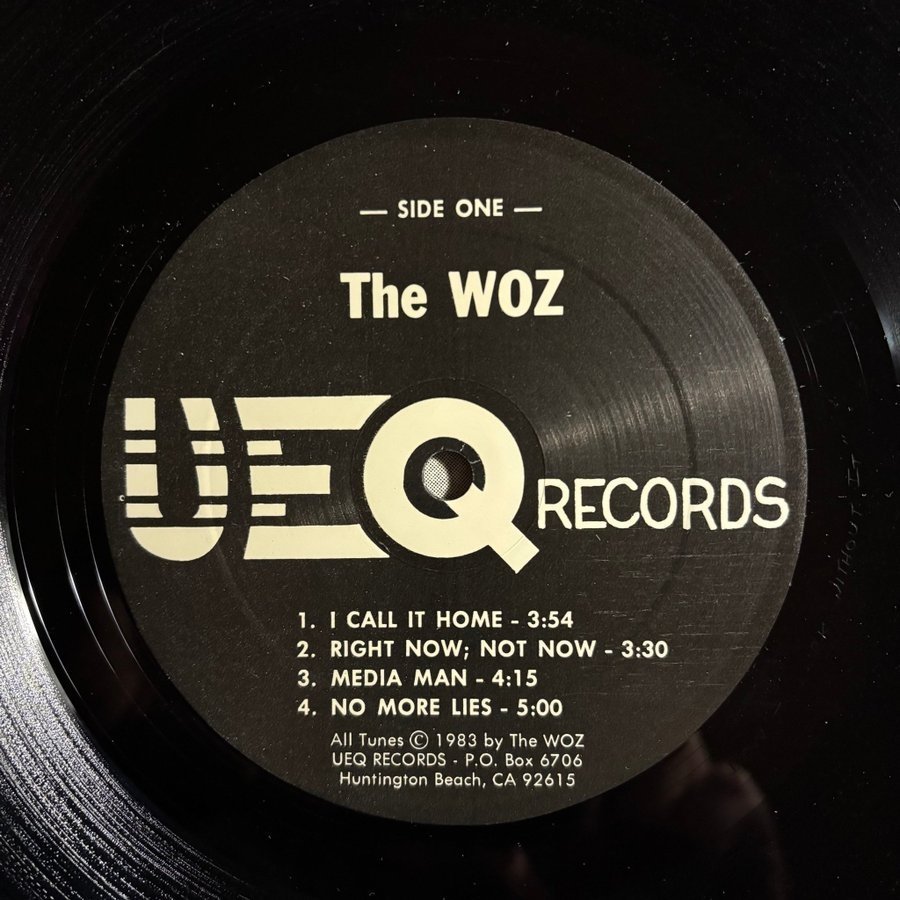 — SIDE ONE —
The WOZ
UEQ RECORDS
1. I CALL IT HOME - 3:54
2. RIGHT NOW; NOT NOW - 3:30
3. MEDIA MAN - 4:15
4. NO MORE LIES - 5:00
All Tunes © 1983 by The WOZ
UEQ RECORDS - P.O. Box 6706
Huntington Beach, CA 92615
WITHOUT IT